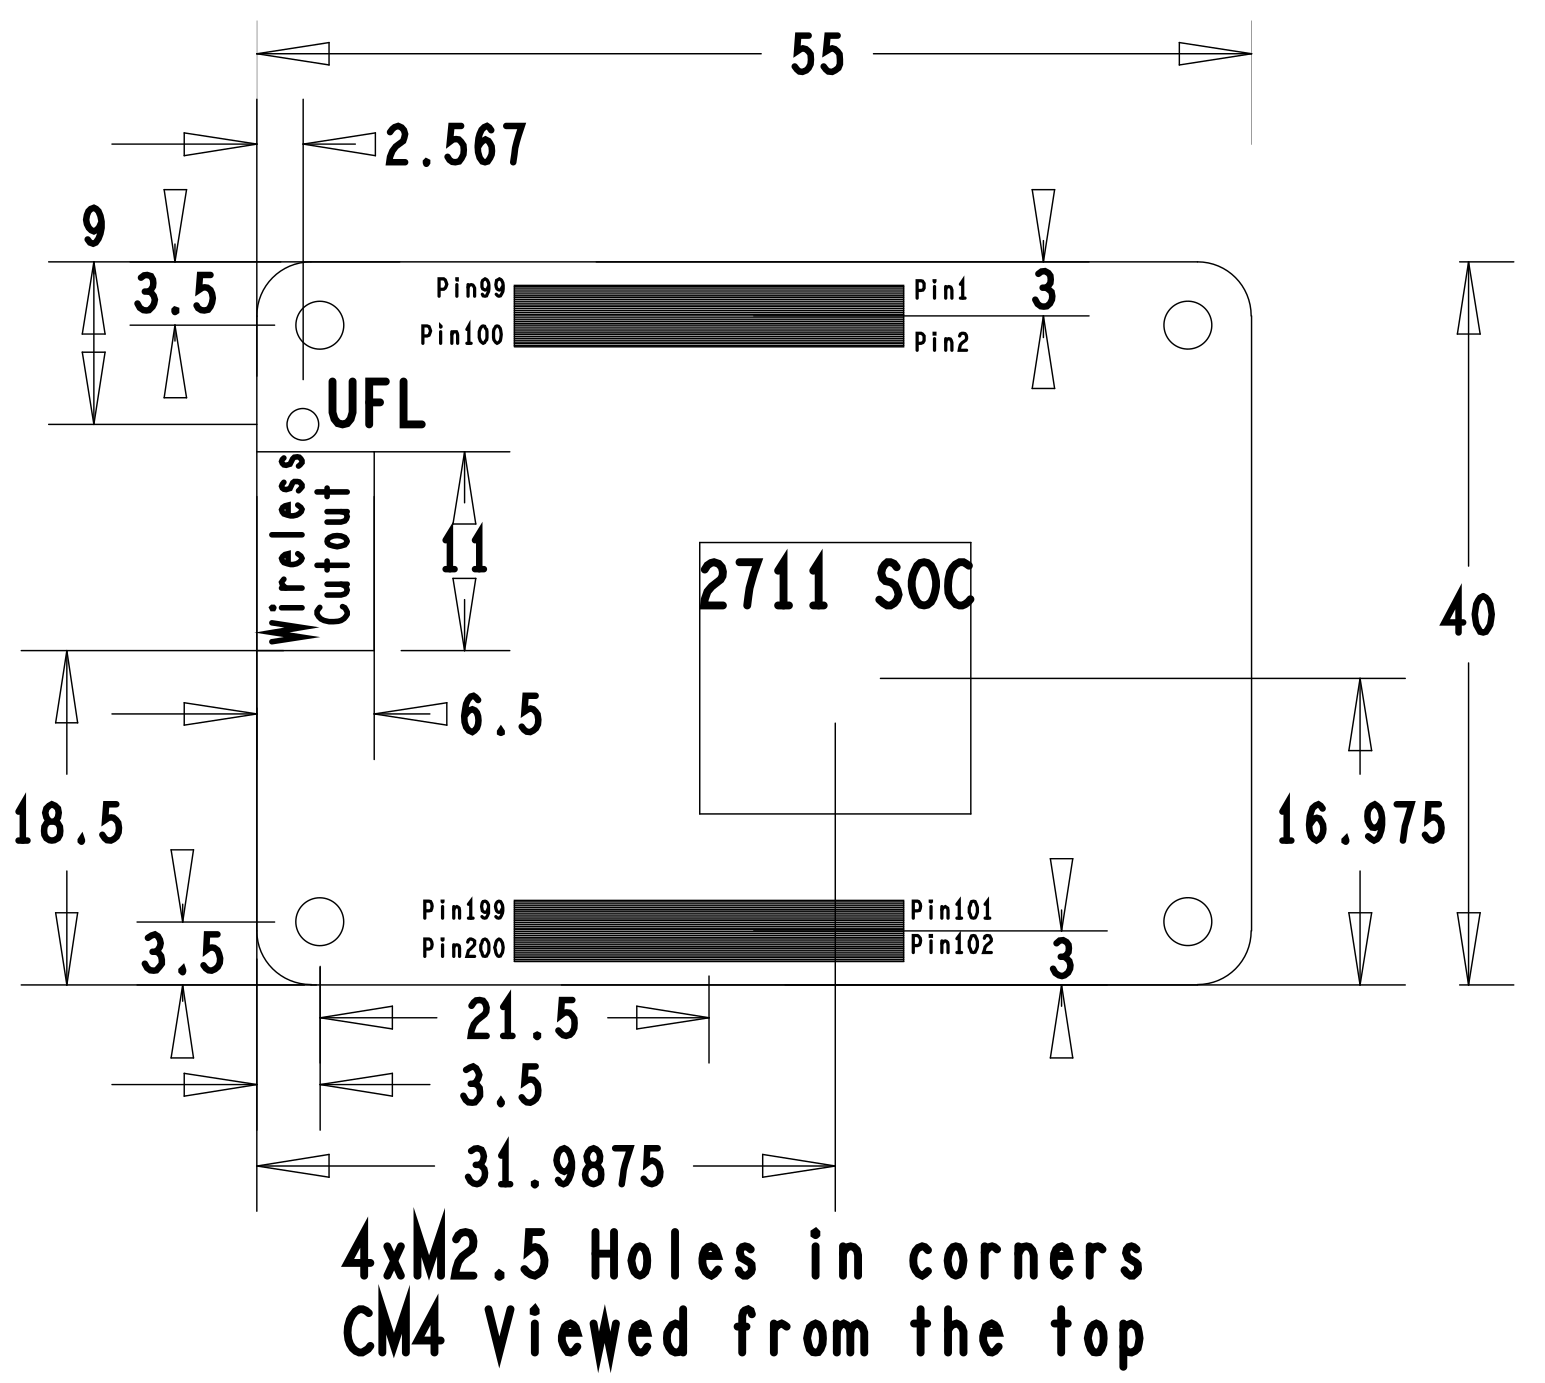 55
2.567
9
3.5
3
Pin99
Pin1
Pin100
Pin2
UFL
Wireless
Cutout
11
2711 SOC
40
6.5
18.5
16.975
Pin199
Pin101
Pin200
Pin102
3.5
3
21.5
3.5
31.9875
4xM2.5 Holes in corners
CM4 Viewed from the top